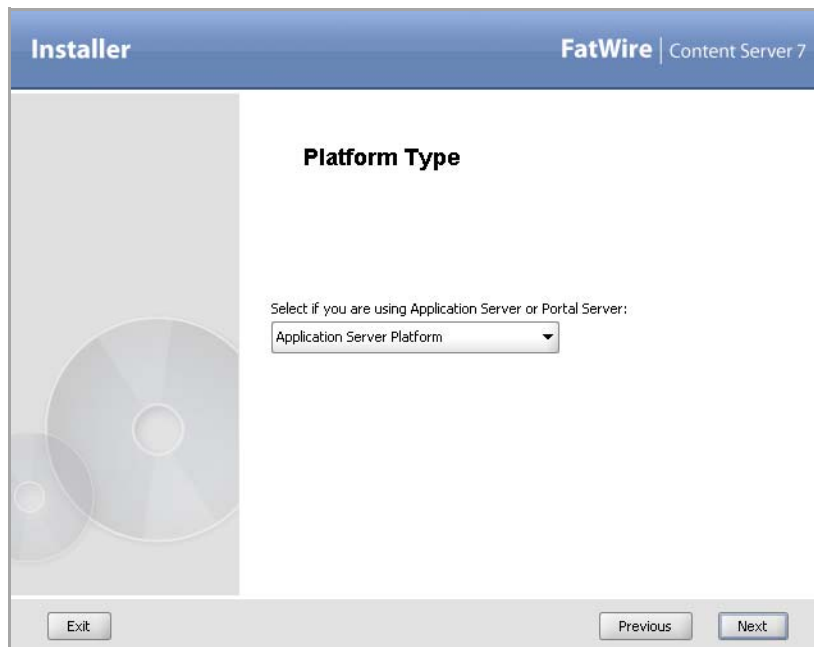 Installer
FatWire | Content Server 7
Platform Type
Select if you are using Application Server or Portal Server:
Application Server Platform
Exit
Previous
Next